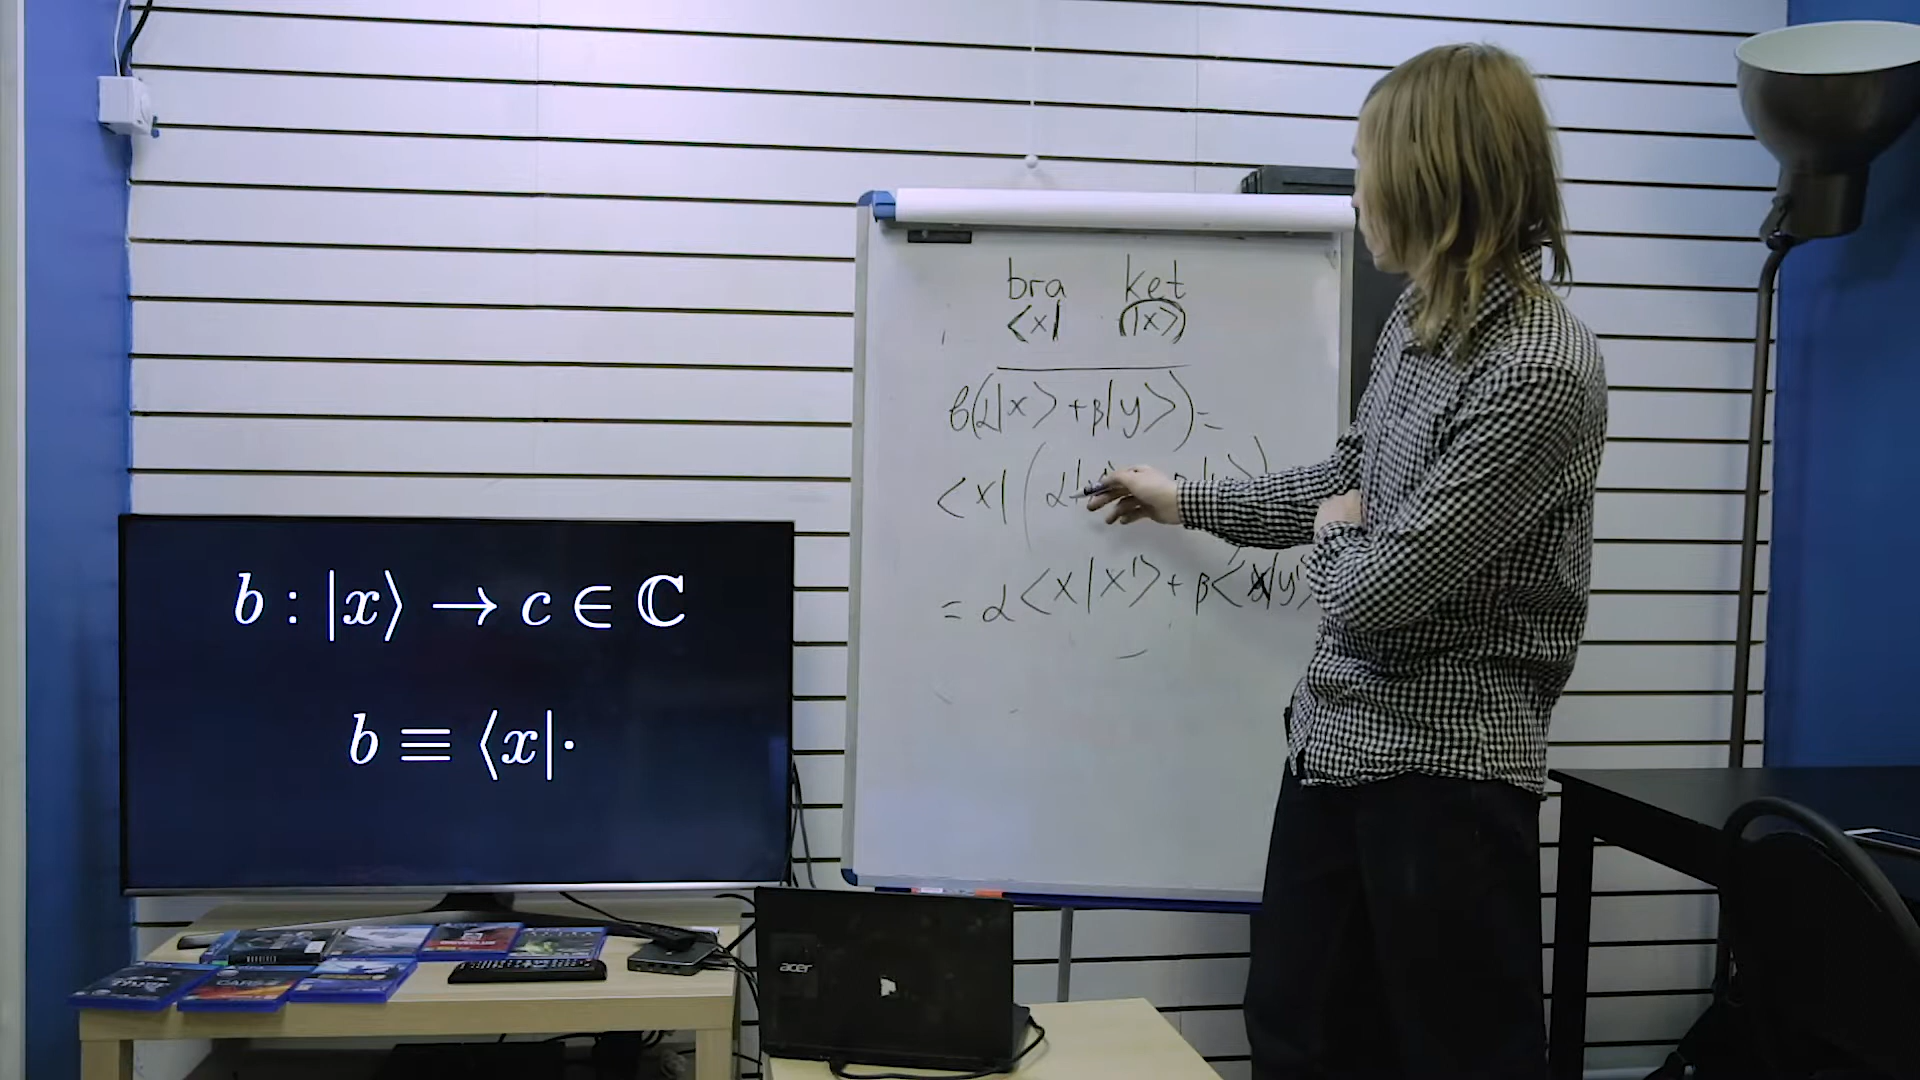 bra ket
<x| (|x>)
b(α|x> + β|y>) =
<x| (α
= α<x|x'> + β<x|y'>
b : |x⟩ → c ∈ ℂ
b ≡ ⟨x|·
acer